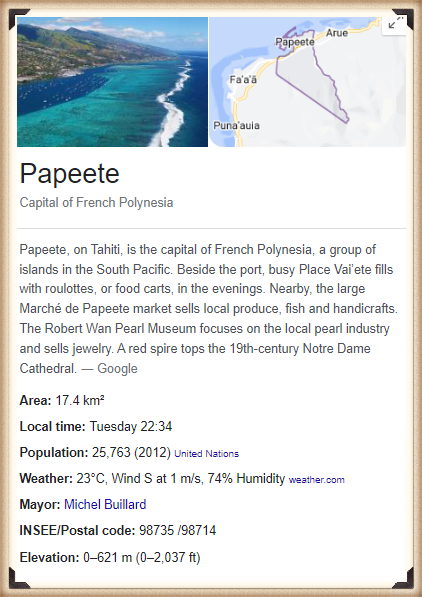 Papeete
Arue
Fa'a'ā
Puna'auia
Papeete
Capital of French Polynesia
Papeete, on Tahiti, is the capital of French Polynesia, a group of
islands in the South Pacific. Beside the port, busy Place Vai'ete fills
with roulottes, or food carts, in the evenings. Nearby, the large
Marché de Papeete market sells local produce, fish and handicrafts.
The Robert Wan Pearl Museum focuses on the local pearl industry
and sells jewelry. A red spire tops the 19th-century Notre Dame
Cathedral. — Google
Area: 17.4 km²
Local time: Tuesday 22:34
Population: 25,763 (2012) United Nations
Weather: 23°C, Wind S at 1 m/s, 74% Humidity weather.com
Mayor: Michel Buillard
INSEE/Postal code: 98735 /98714
Elevation: 0–621 m (0–2,037 ft)